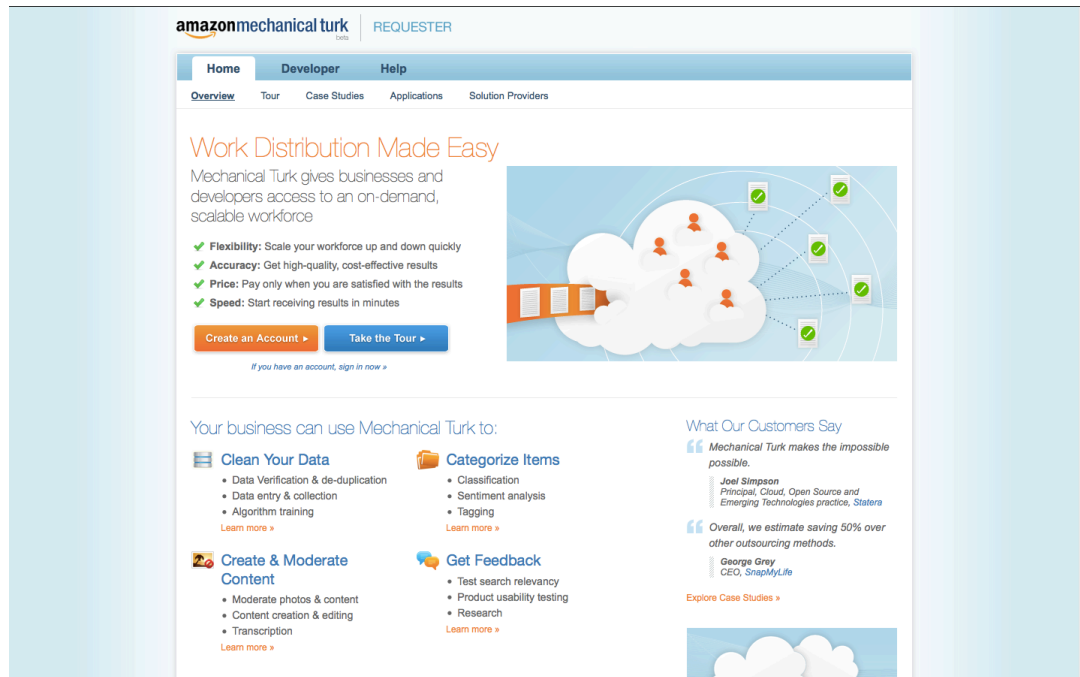 amazonmechanical turk
beta
REQUESTER
Home Developer Help
Overview Tour Case Studies Applications Solution Providers
Work Distribution Made Easy
Mechanical Turk gives businesses and
developers access to an on-demand,
scalable workforce
Flexibility: Scale your workforce up and down quickly
Accuracy: Get high-quality, cost-effective results
Price: Pay only when you are satisfied with the results
Speed: Start receiving results in minutes
Create an Account ▸ Take the Tour ▸
If you have an account, sign in now »
Your business can use Mechanical Turk to:
Clean Your Data
• Data Verification & de-duplication
• Data entry & collection
• Algorithm training
Learn more »
Categorize Items
• Classification
• Sentiment analysis
• Tagging
Learn more »
Create & Moderate
Content
• Moderate photos & content
• Content creation & editing
• Transcription
Learn more »
Get Feedback
• Test search relevancy
• Product usability testing
• Research
Learn more »
What Our Customers Say
Mechanical Turk makes the impossible
possible.
Joel Simpson
Principal, Cloud, Open Source and
Emerging Technologies practice, Statera
Overall, we estimate saving 50% over
other outsourcing methods.
George Grey
CEO, SnapMyLife
Explore Case Studies »